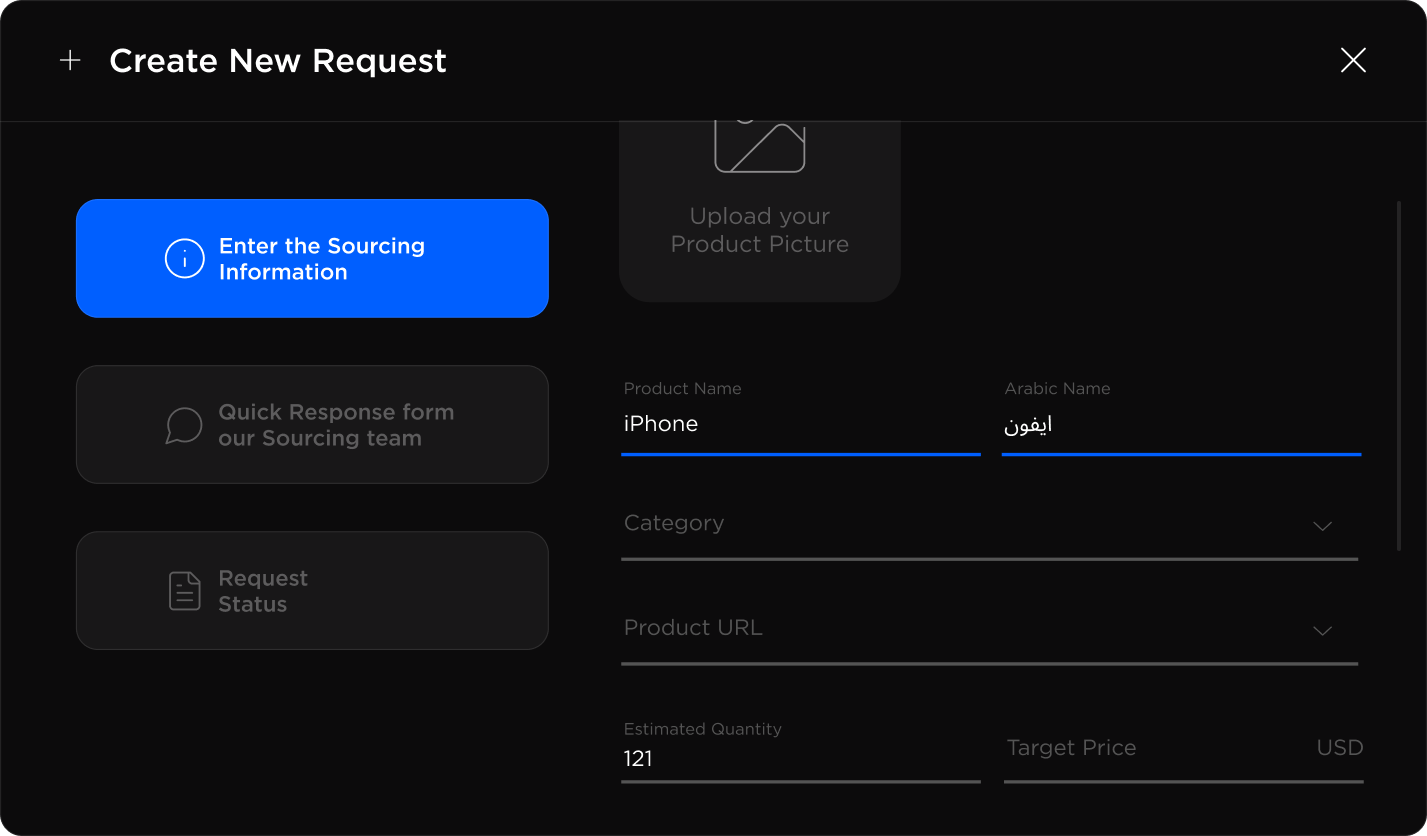 Create New Request
Enter the Sourcing
Information
Quick Response form
our Sourcing team
Request
Status
Upload your
Product Picture
Product Name
iPhone
Arabic Name
ايفون
Category
Product URL
Estimated Quantity
121
Target Price
USD